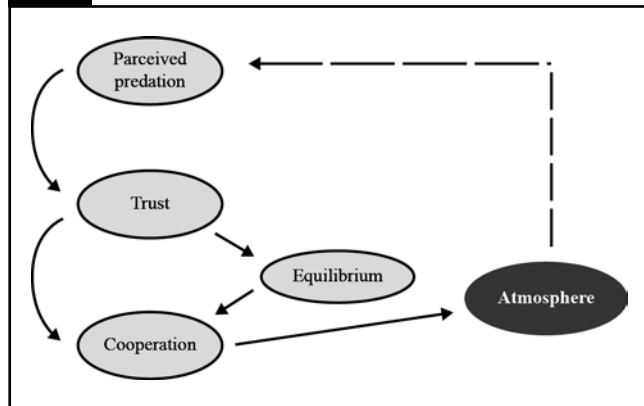 Parceived
predation
Trust
Equilibrium
Atmosphere
Cooperation